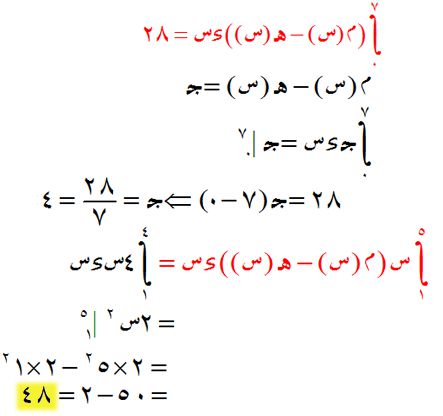 ∫₀^٧ (م(س) − هـ(س))ءس = ٢٨
م(س) − هـ(س) = جـ
∫₀^٧ جـ ءس = جـ |₀^٧
٢٨ = جـ(٧ − ٠) ⇐ جـ = ٢٨/٧ = ٤
∫₁^٥ س(م(س) − هـ(س))ءس = ∫₁^٤ ٤س ءس
= ٢س^٢ |₁^٥
= ٢×٥^٢ − ٢×١^٢
= ٥٠ − ٢ = ٤٨